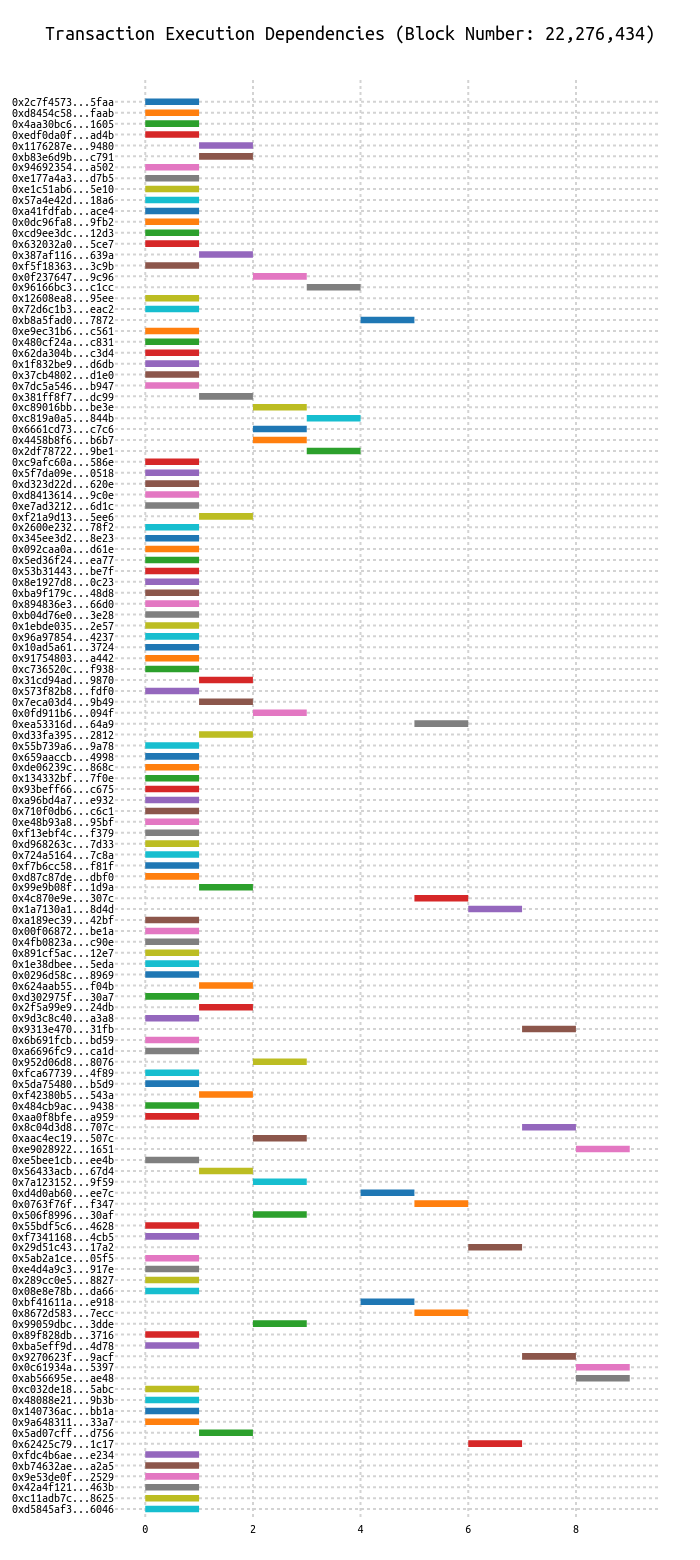 Transaction Execution Dependencies (Block Number: 22,276,434)
0x2c7f4573...5faa
0xd8454c58...faab
0x4aa30bc6...1605
0xedf0da0f...ad4b
0x1176287e...9480
0xb83e6d9b...c791
0x94692354...a502
0xe177a4a3...d7b5
0xe1c51ab6...5e10
0x57a4e42d...18a6
0xa41fdfab...ace4
0x0dc96fa8...9fb2
0xcd9ee3dc...12d3
0x632032a0...5ce7
0x387af116...639a
0xf5f18363...3c9b
0x0f237647...9c96
0x96166bc3...c1cc
0x12608ea8...95ee
0x72d6c1b3...eac2
0xb8a5fad0...7872
0xe9ec31b6...c561
0x480cf24a...c831
0x62da304b...c3d4
0x1f832be9...d6db
0x37cb4802...d1e0
0x7dc5a546...b947
0x381ff8f7...dc99
0xc89016bb...be3e
0xc819a0a5...844b
0x6661cd73...c7c6
0x4458b8f6...b6b7
0x2df78722...9be1
0xc9afc60a...586e
0x5f7da09e...0518
0xd323d22d...620e
0xd8413614...9c0e
0xe7ad3212...6d1c
0xf21a9d13...5ee6
0x2600e232...78f2
0x345ee3d2...8e23
0x092caa0a...d61e
0x5ed36f24...ea77
0x53b31443...be7f
0x8e1927d8...0c23
0xba9f179c...48d8
0x894836e3...66d0
0xb04d76e0...3e28
0x1ebde035...2e57
0x96a97854...4237
0x10ad5a61...3724
0x91754803...a442
0xc736520c...f938
0x31cd94ad...9870
0x573f82b8...fdf0
0x7eca03d4...9b49
0x0fd911b6...094f
0xea53316d...64a9
0xd33fa395...2812
0x55b739a6...9a78
0x659aaccb...4998
0xde06239c...868c
0x134332bf...7f0e
0x93beff66...c675
0xa96bd4a7...e932
0x710f0db6...c6c1
0xe48b93a8...95bf
0xf13ebf4c...f379
0xd968263c...7d33
0x724a5164...7c8a
0xf7b6cc58...f81f
0xd87c87de...dbf0
0x99e9b08f...1d9a
0x4c870e9e...307c
0x1a7130a1...8d4d
0xa189ec39...42bf
0x00f06872...be1a
0x4fb0823a...c90e
0x891cf5ac...12e7
0x1e38dbee...5eda
0x0296d58c...8969
0x624aab55...f04b
0xd302975f...30a7
0x2f5a99e9...24db
0x9d3c8c40...a3a8
0x9313e470...31fb
0x6b691fcb...bd59
0xa6696fc9...ca1d
0x952d06d8...8076
0xfca67739...4f89
0x5da75480...b5d9
0xf42380b5...543a
0x484cb9ac...9438
0xaa0f8bfe...a959
0x8c04d3d8...707c
0xaac4ec19...507c
0xe9028922...1651
0xe5bee1cb...ee4b
0x56433acb...67d4
0x7a123152...9f59
0xd4d0ab60...ee7c
0x0763f76f...f347
0x506f8996...30af
0x55bdf5c6...4628
0xf7341168...4cb5
0x29d51c43...17a2
0x5ab2a1ce...05f5
0xe4d4a9c3...917e
0x289cc0e5...8827
0x08e8e78b...da66
0xbf41611a...e918
0x8672d583...7ecc
0x99059dbc...3dde
0x89f828db...3716
0xba5eff9d...4d78
0x9270623f...9acf
0x0c61934a...5397
0xab56695e...ae48
0xc032de18...5abc
0x48088e21...9b3b
0x140736ac...bb1a
0x9a648311...33a7
0x5ad07cff...d756
0x62425c79...1c17
0xfdc4b6ae...e234
0xb74632ae...a2a5
0x9e53de0f...2529
0x42a4f121...463b
0xc11adb7c...8625
0xd5845af3...6046
0 2 4 6 8